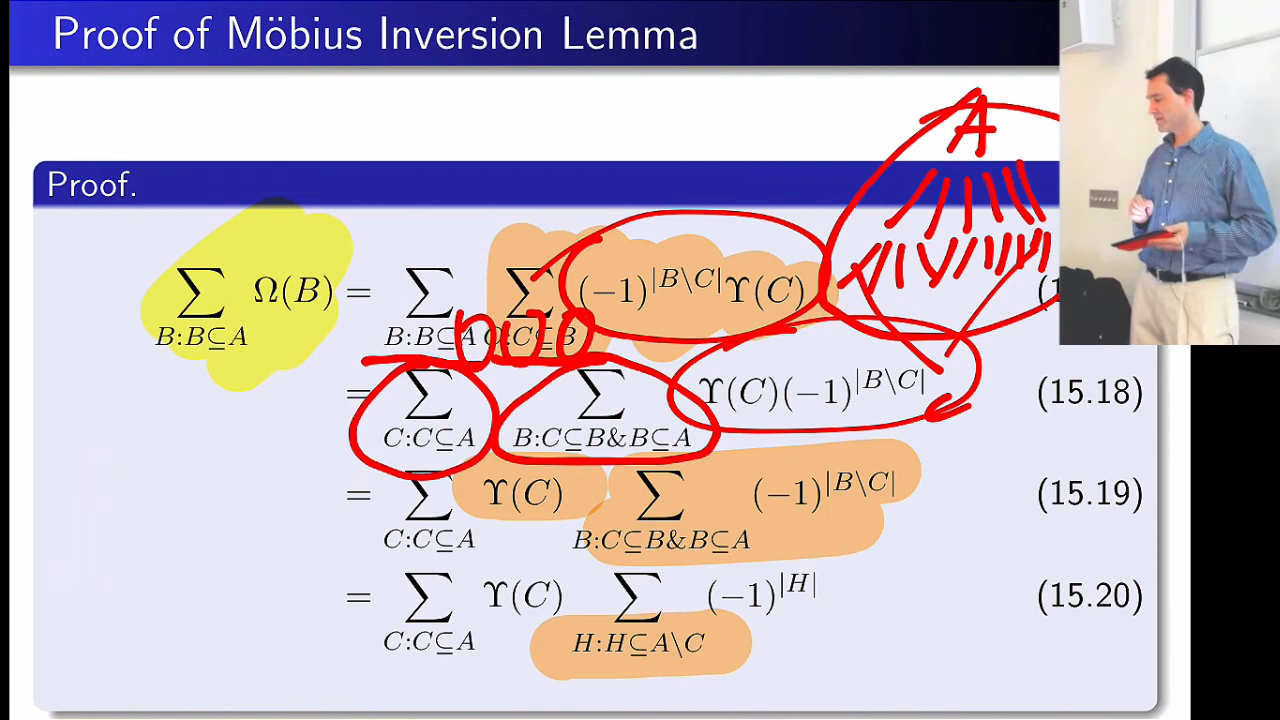 Proof of Möbius Inversion Lemma
A
Proof.
∑_{B:B⊆A} Ω(B) = ∑_{B:B⊆A} ∑_{C:C⊆B} (−1)^{|B\C|} ϒ(C)
= ∑_{C:C⊆A} ∑_{B:C⊆B&B⊆A} ϒ(C)(−1)^{|B\C|} (15.18)
= ∑_{C:C⊆A} ϒ(C) ∑_{B:C⊆B&B⊆A} (−1)^{|B\C|} (15.19)
= ∑_{C:C⊆A} ϒ(C) ∑_{H:H⊆A\C} (−1)^{|H|} (15.20)